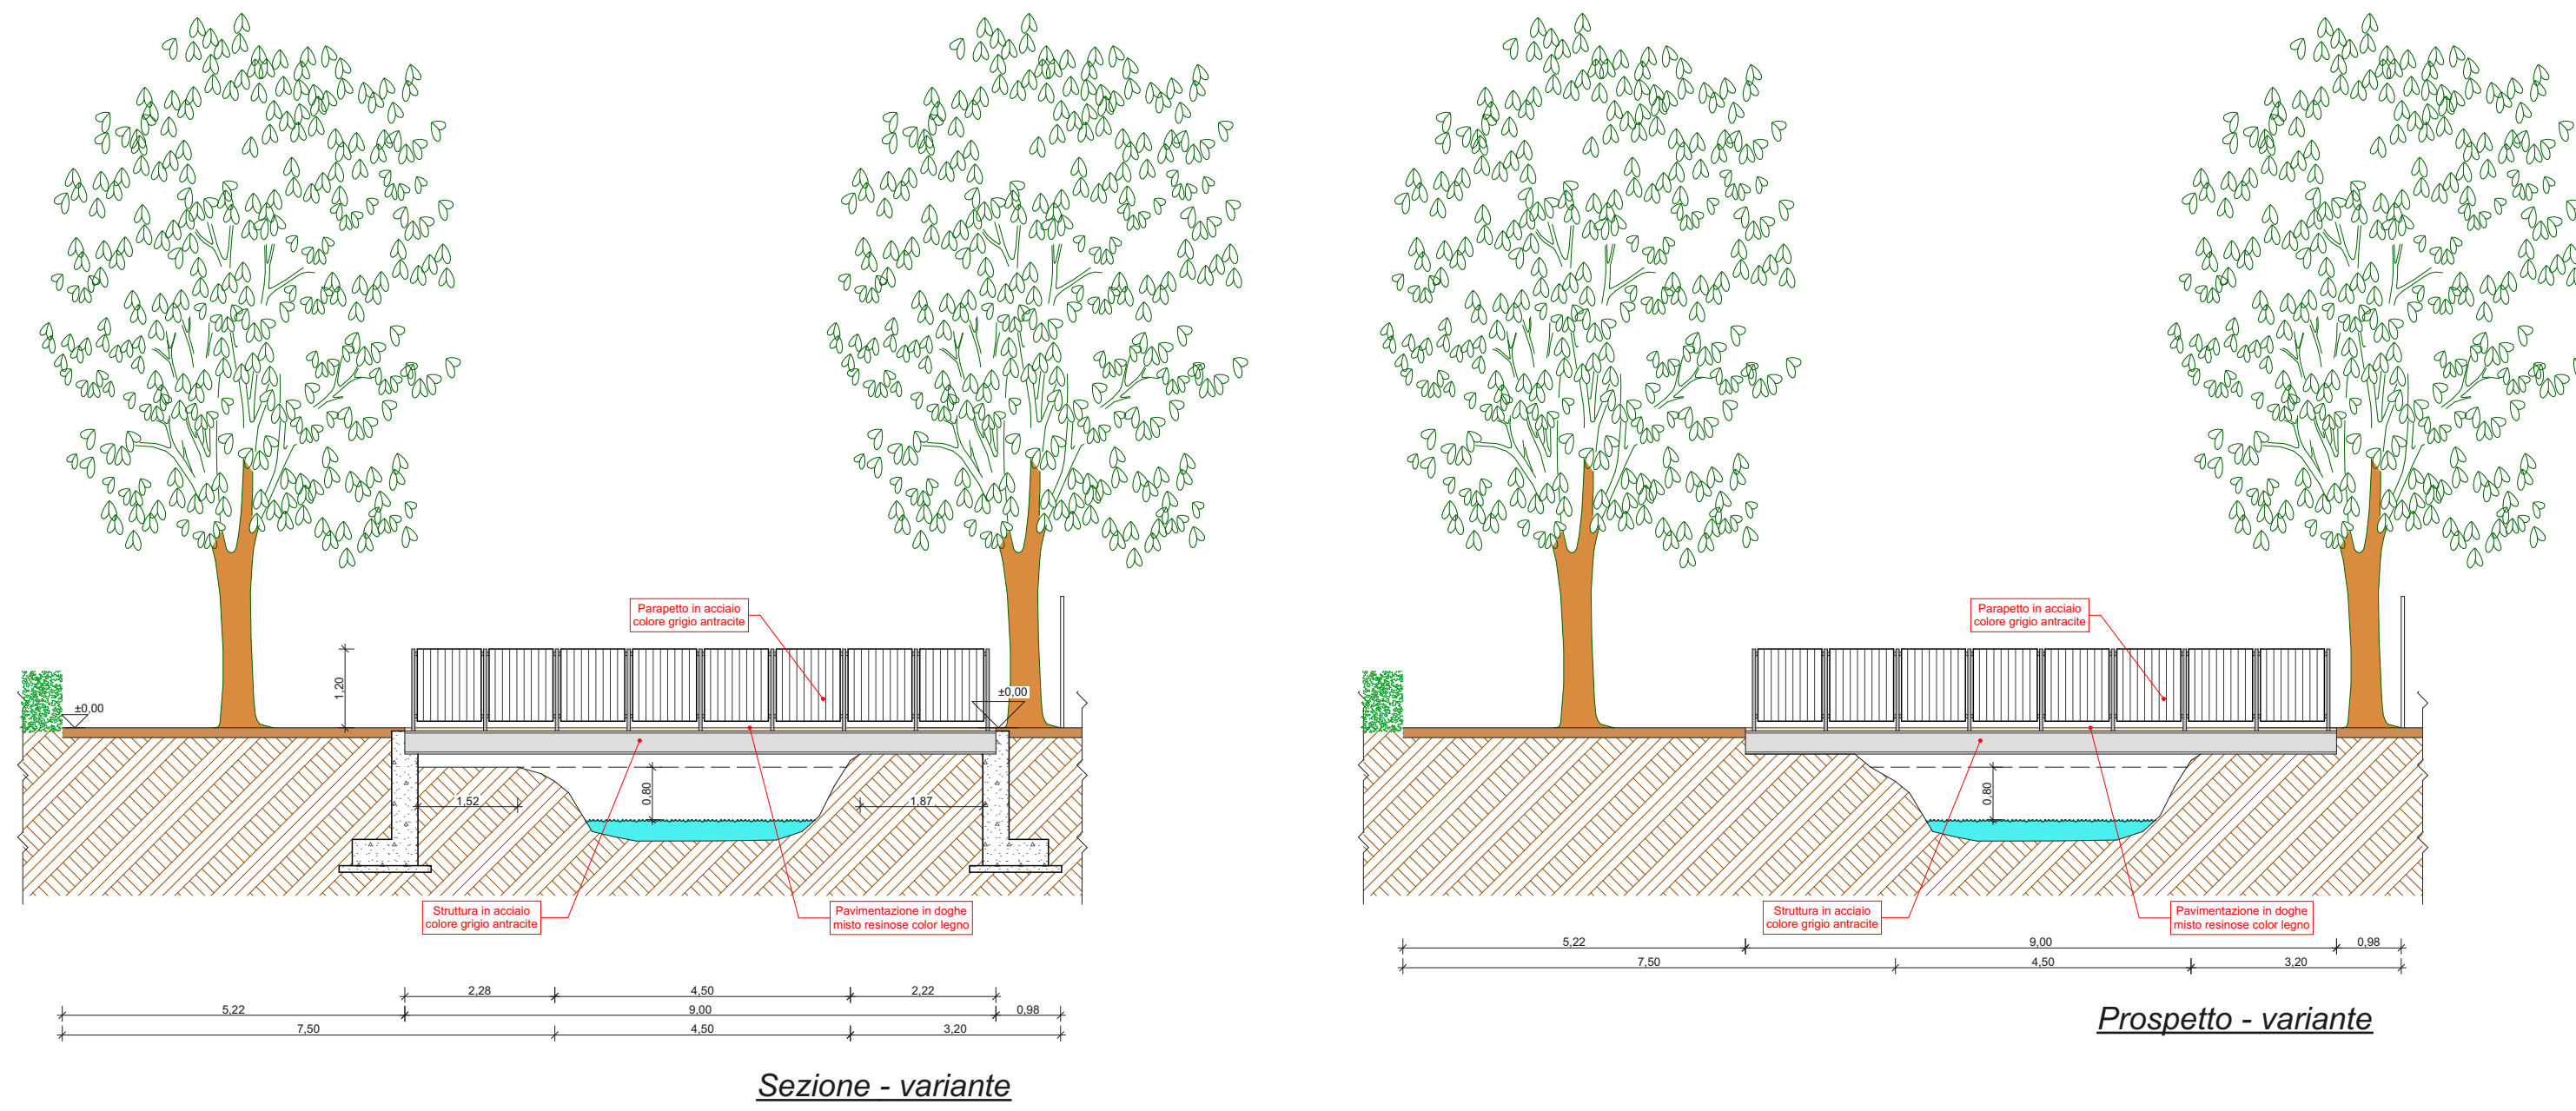 Parapetto in acciaio
colore grigio antracite
1,20
±0,00
±0,00
1,52
0,80
1,87
Struttura in acciaio
colore grigio antracite
Pavimentazione in doghe
misto resinose color legno
2,28
4,50
2,22
5,22
9,00
0,98
7,50
4,50
3,20
Sezione - variante
Parapetto in acciaio
colore grigio antracite
0,80
Struttura in acciaio
colore grigio antracite
Pavimentazione in doghe
misto resinose color legno
5,22
9,00
0,98
7,50
4,50
3,20
Prospetto - variante